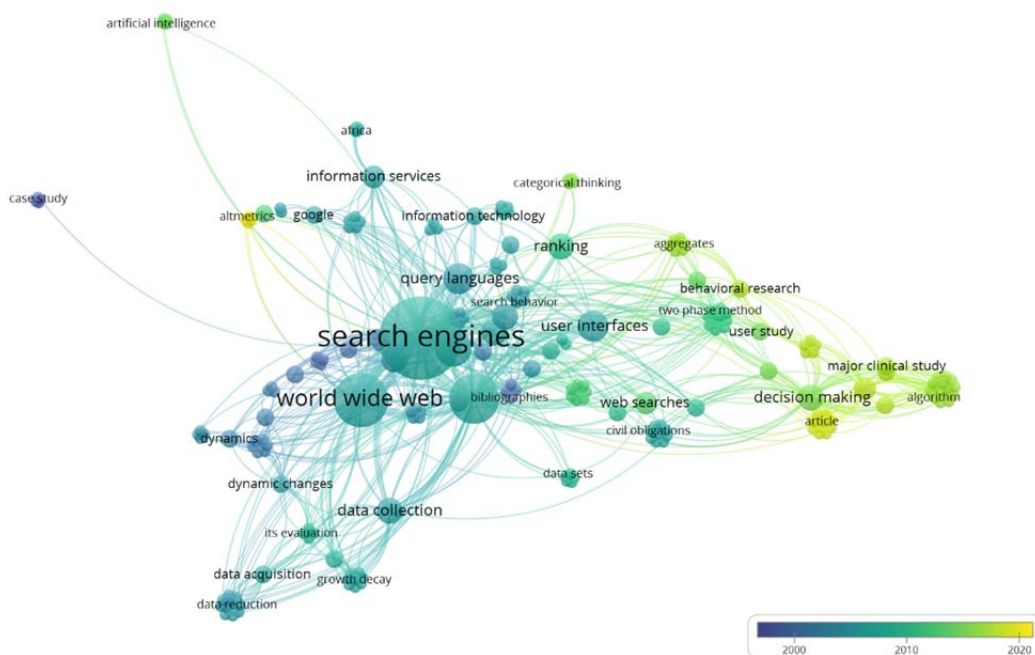 artificial intelligence
africa
information services
categorical thinking
case study
altmetrics
google
information technology
ranking
aggregates
query languages
behavioral research
search behavior
two phase method
search engines
user interfaces
user study
major clinical study
world wide web
bibliographies
web searches
decision making
algorithm
article
civil obligations
dynamics
data sets
dynamic changes
data collection
its evaluation
data acquisition
growth decay
data reduction
2000
2010
2020